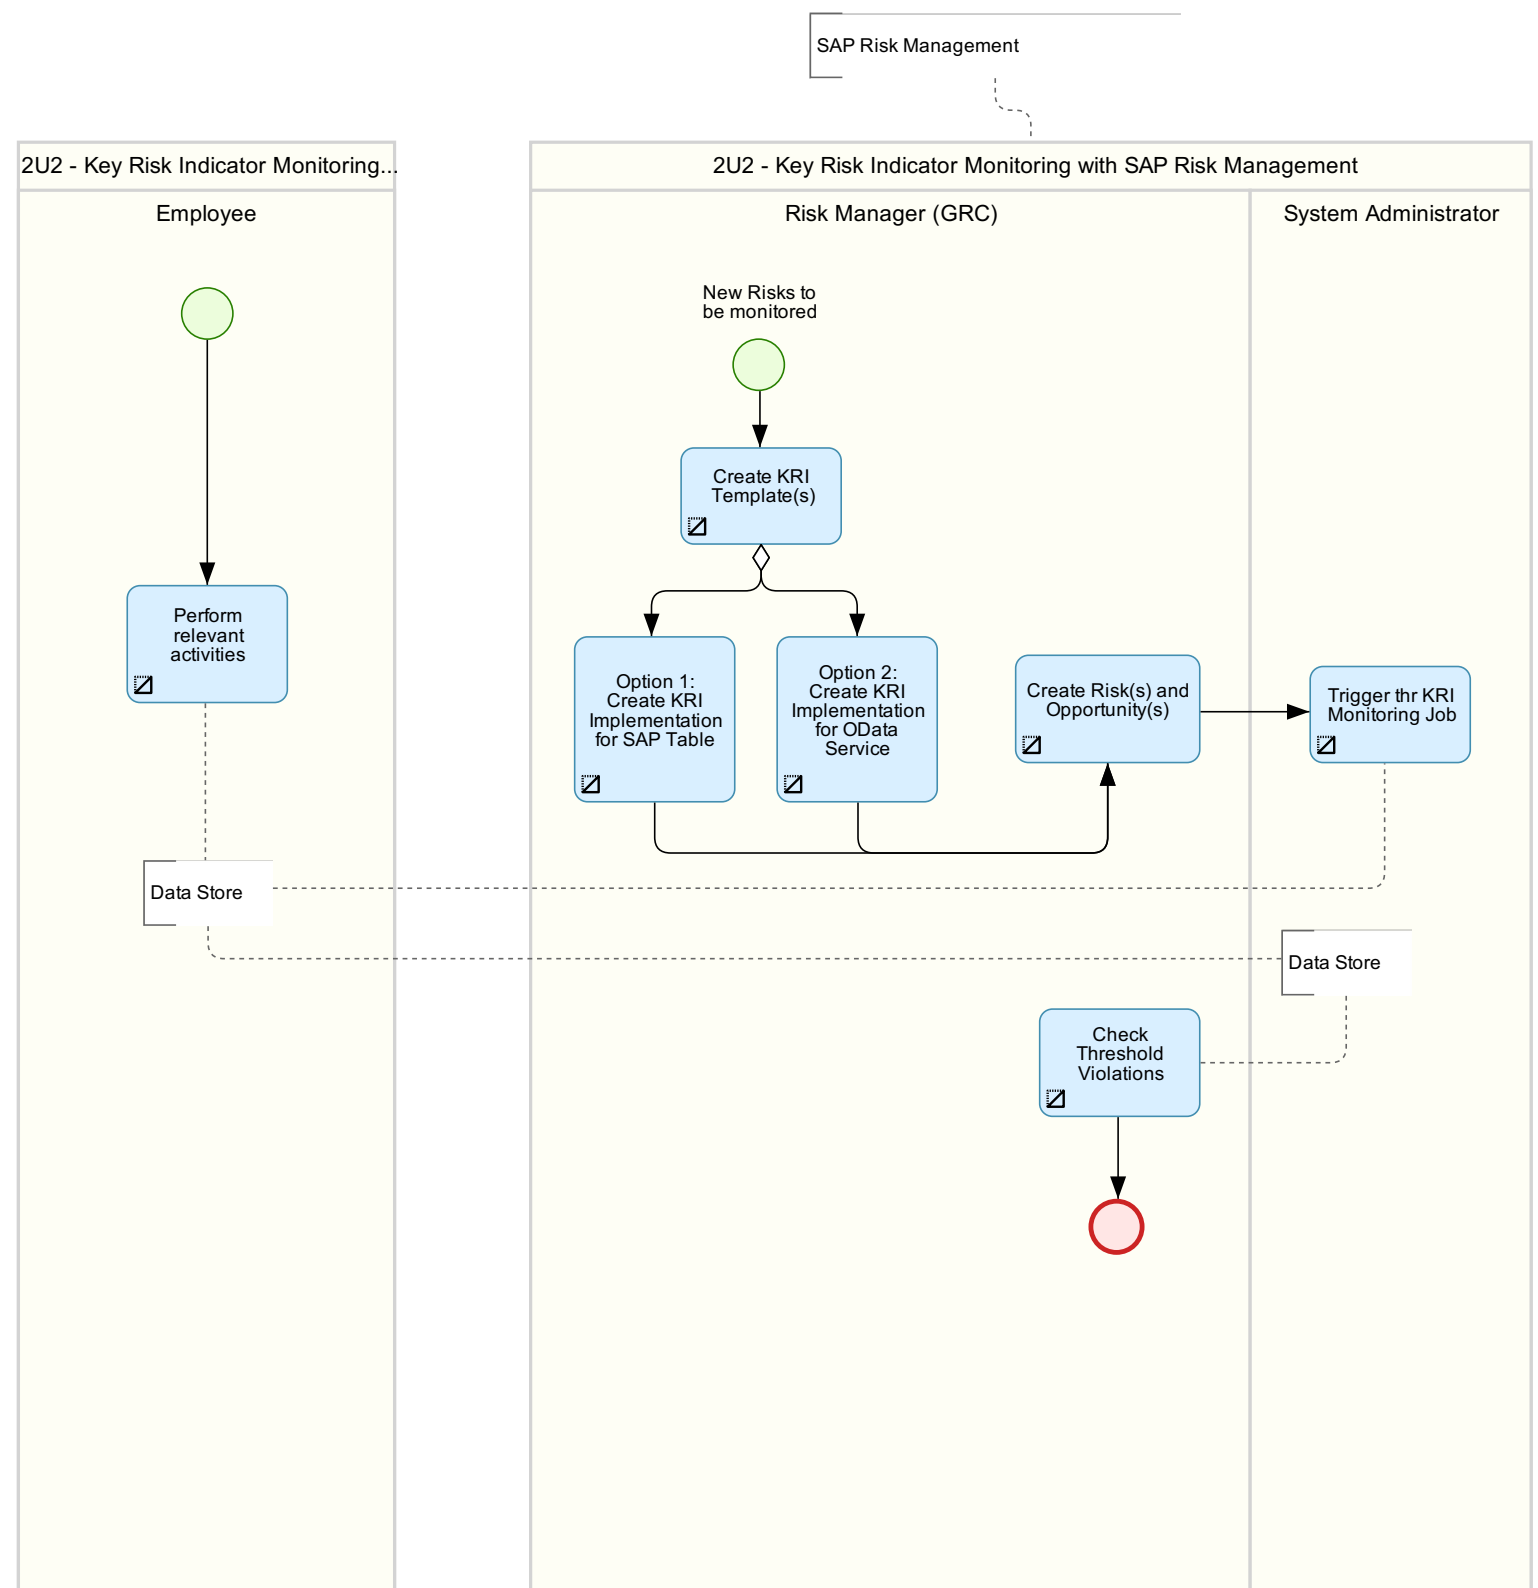 SAP Risk Management
2U2 - Key Risk Indicator Monitoring...
2U2 - Key Risk Indicator Monitoring with SAP Risk Management
Employee
Risk Manager (GRC)
System Administrator
New Risks to
be monitored
Create KRI
Template(s)
Perform
relevant
activities
Option 1:
Create KRI
Implementation
for SAP Table
Option 2:
Create KRI
Implementation
for OData
Service
Create Risk(s) and
Opportunity(s)
Trigger thr KRI
Monitoring Job
Data Store
Data Store
Check
Threshold
Violations